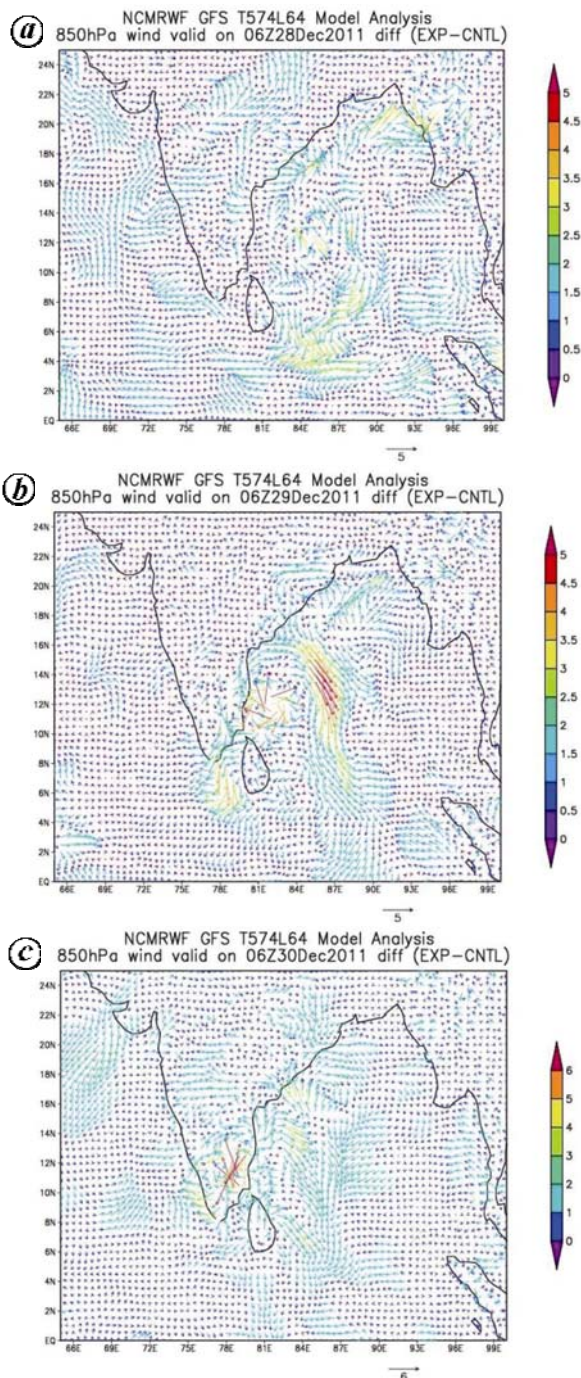 a
NCMRWF GFS T574L64 Model Analysis
850hPa wind valid on 06Z28Dec2011 diff (EXP-CNTL)
24N
22N
20N
18N
16N
14N
12N
10N
8N
6N
4N
2N
EQ
66E 69E 72E 75E 78E 81E 84E 87E 90E 93E 96E 99E
5
5
4.5
4
3.5
3
2.5
2
1.5
1
0.5
0
b
NCMRWF GFS T574L64 Model Analysis
850hPa wind valid on 06Z29Dec2011 diff (EXP-CNTL)
24N
22N
20N
18N
16N
14N
12N
10N
8N
6N
4N
2N
EQ
66E 69E 72E 75E 78E 81E 84E 87E 90E 93E 96E 99E
5
5
4.5
4
3.5
3
2.5
2
1.5
1
0.5
0
c
NCMRWF GFS T574L64 Model Analysis
850hPa wind valid on 06Z30Dec2011 diff (EXP-CNTL)
24N
22N
20N
18N
16N
14N
12N
10N
8N
6N
4N
2N
EQ
66E 69E 72E 75E 78E 81E 84E 87E 90E 93E 96E 99E
6
6
5
4
3
2
1
0